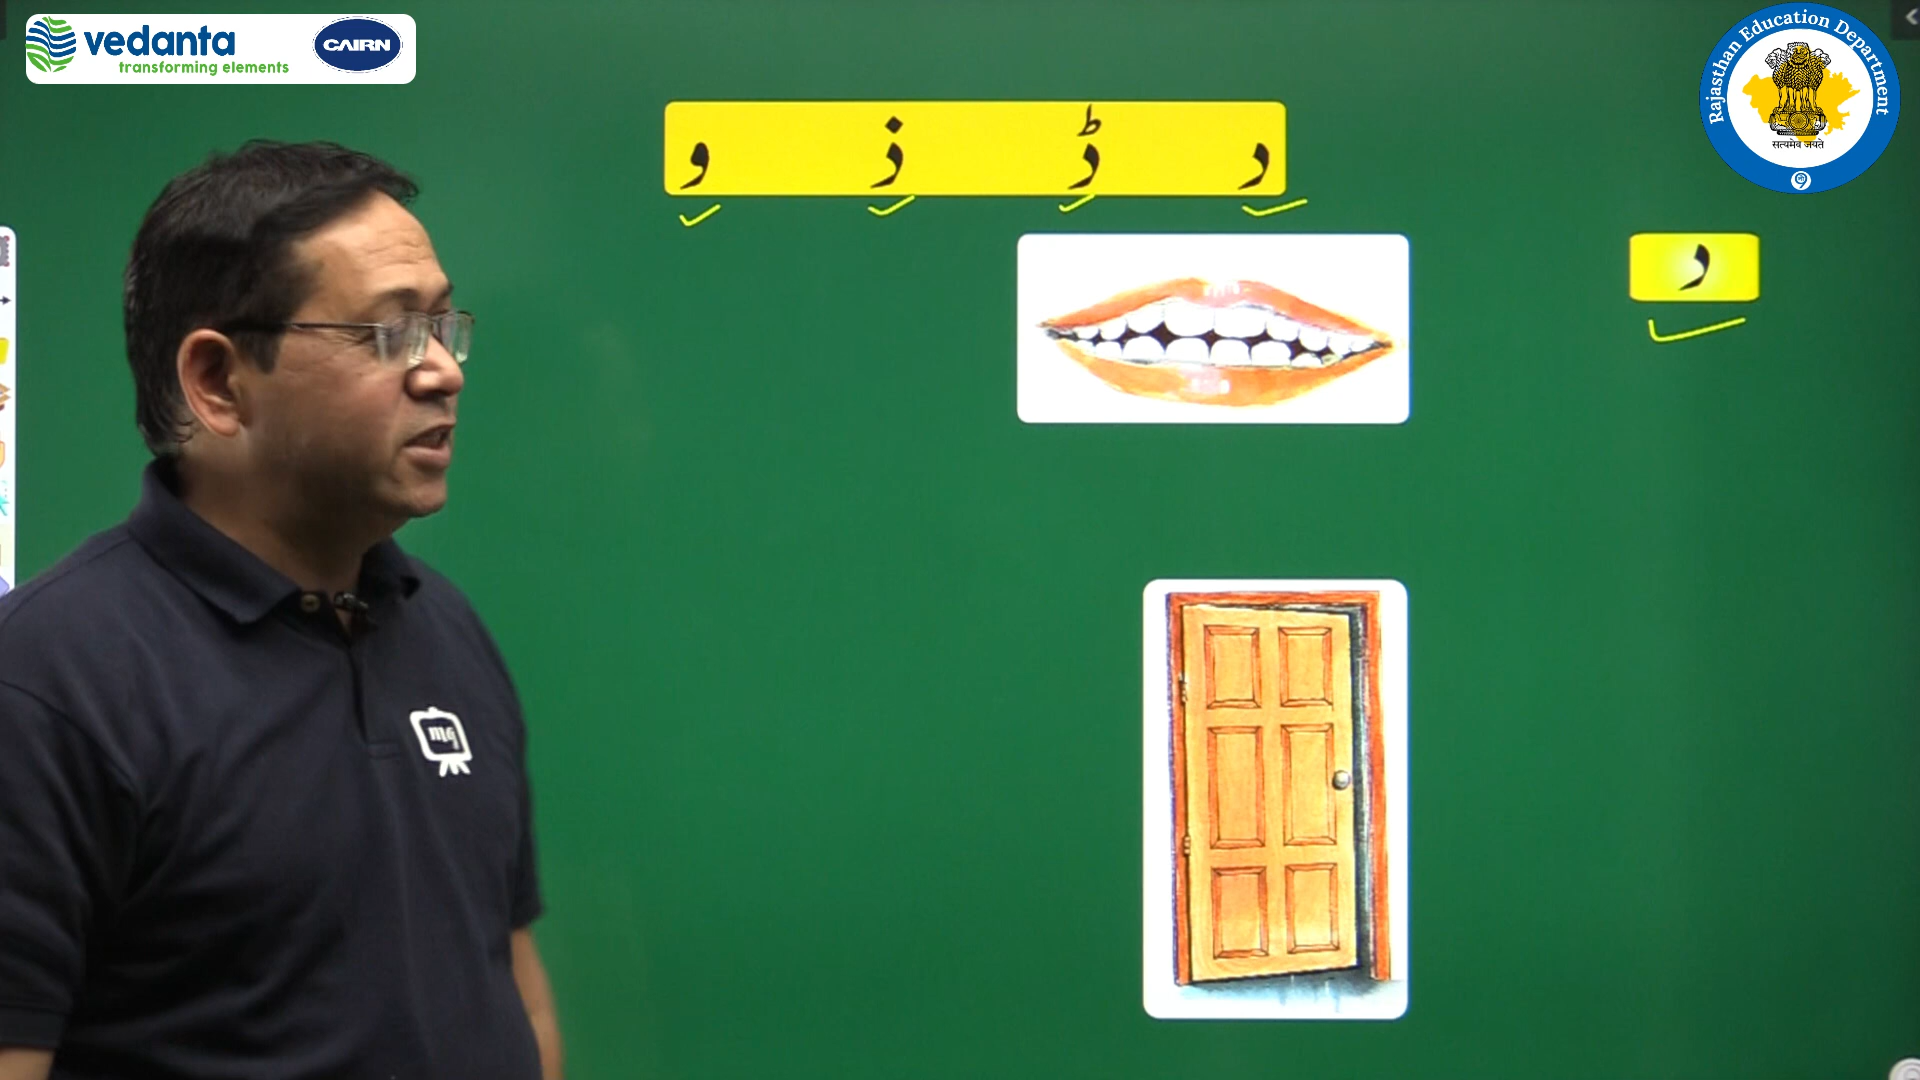 vedanta
transforming elements
CAIRN
Rajasthan Education Department
सत्यमेव जयते
د ڈ ذ و
د